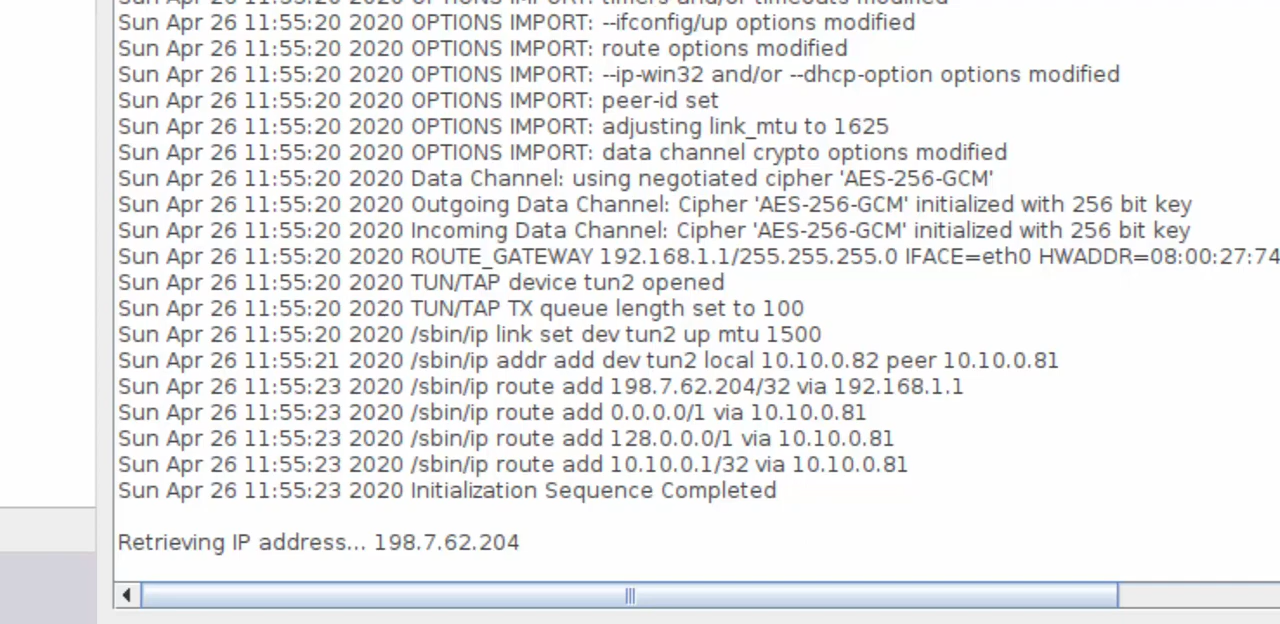 Sun Apr 26 11:55:20 2020 OPTIONS IMPORT: timers and/or timeouts modified
Sun Apr 26 11:55:20 2020 OPTIONS IMPORT: --ifconfig/up options modified
Sun Apr 26 11:55:20 2020 OPTIONS IMPORT: route options modified
Sun Apr 26 11:55:20 2020 OPTIONS IMPORT: --ip-win32 and/or --dhcp-option options modified
Sun Apr 26 11:55:20 2020 OPTIONS IMPORT: peer-id set
Sun Apr 26 11:55:20 2020 OPTIONS IMPORT: adjusting link_mtu to 1625
Sun Apr 26 11:55:20 2020 OPTIONS IMPORT: data channel crypto options modified
Sun Apr 26 11:55:20 2020 Data Channel: using negotiated cipher 'AES-256-GCM'
Sun Apr 26 11:55:20 2020 Outgoing Data Channel: Cipher 'AES-256-GCM' initialized with 256 bit key
Sun Apr 26 11:55:20 2020 Incoming Data Channel: Cipher 'AES-256-GCM' initialized with 256 bit key
Sun Apr 26 11:55:20 2020 ROUTE_GATEWAY 192.168.1.1/255.255.255.0 IFACE=eth0 HWADDR=08:00:27:74
Sun Apr 26 11:55:20 2020 TUN/TAP device tun2 opened
Sun Apr 26 11:55:20 2020 TUN/TAP TX queue length set to 100
Sun Apr 26 11:55:20 2020 /sbin/ip link set dev tun2 up mtu 1500
Sun Apr 26 11:55:21 2020 /sbin/ip addr add dev tun2 local 10.10.0.82 peer 10.10.0.81
Sun Apr 26 11:55:23 2020 /sbin/ip route add 198.7.62.204/32 via 192.168.1.1
Sun Apr 26 11:55:23 2020 /sbin/ip route add 0.0.0.0/1 via 10.10.0.81
Sun Apr 26 11:55:23 2020 /sbin/ip route add 128.0.0.0/1 via 10.10.0.81
Sun Apr 26 11:55:23 2020 /sbin/ip route add 10.10.0.1/32 via 10.10.0.81
Sun Apr 26 11:55:23 2020 Initialization Sequence Completed
Retrieving IP address... 198.7.62.204